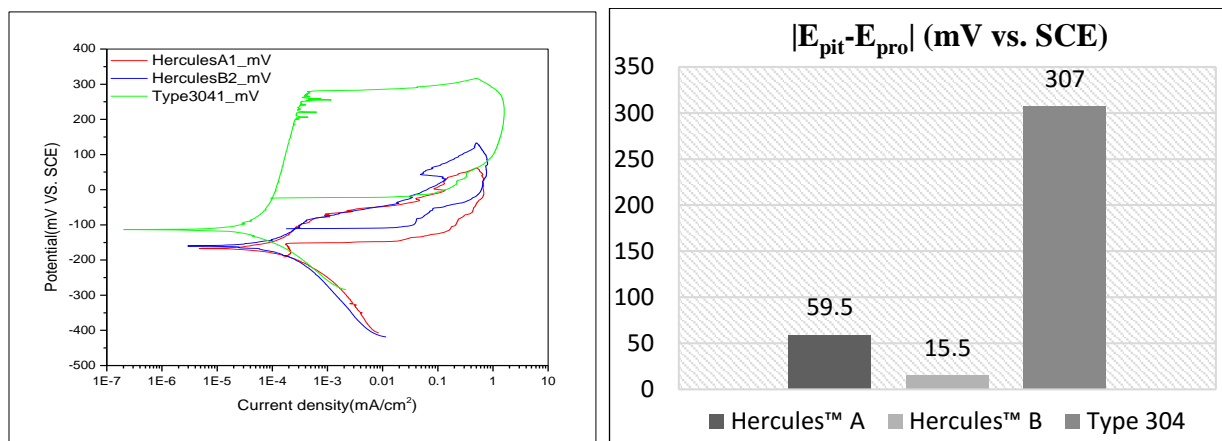 400
300
200
100
0
-100
-200
-300
-400
-500
HerculesA1_mV
HerculesB2_mV
Type3041_mV
Potential(mV VS. SCE)
1E-7 1E-6 1E-5 1E-4 1E-3 0.01 0.1 1 10
Current density(mA/cm²)
|Epit-Epro| (mV vs. SCE)
350
300
250
200
150
100
50
0
59.5
15.5
307
Hercules™ A Hercules™ B Type 304